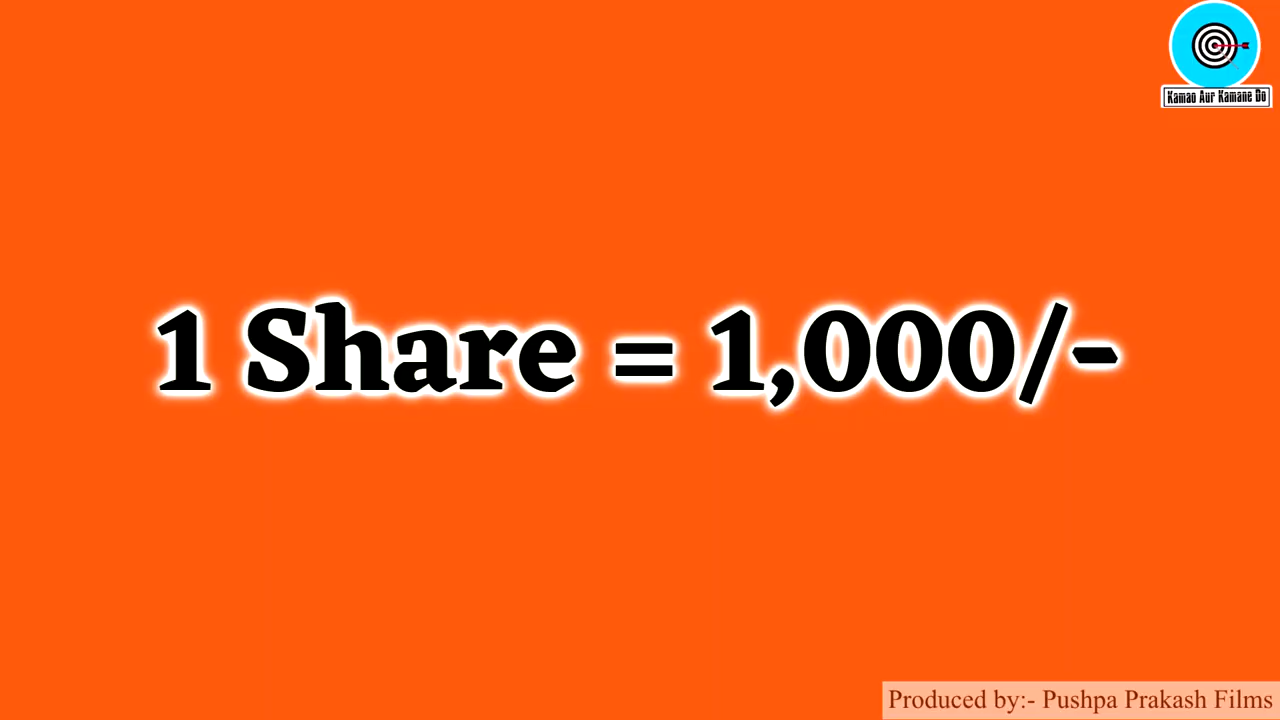 Kamao Aur Kamane Do
1 Share = 1,000/-
Produced by:- Pushpa Prakash Films